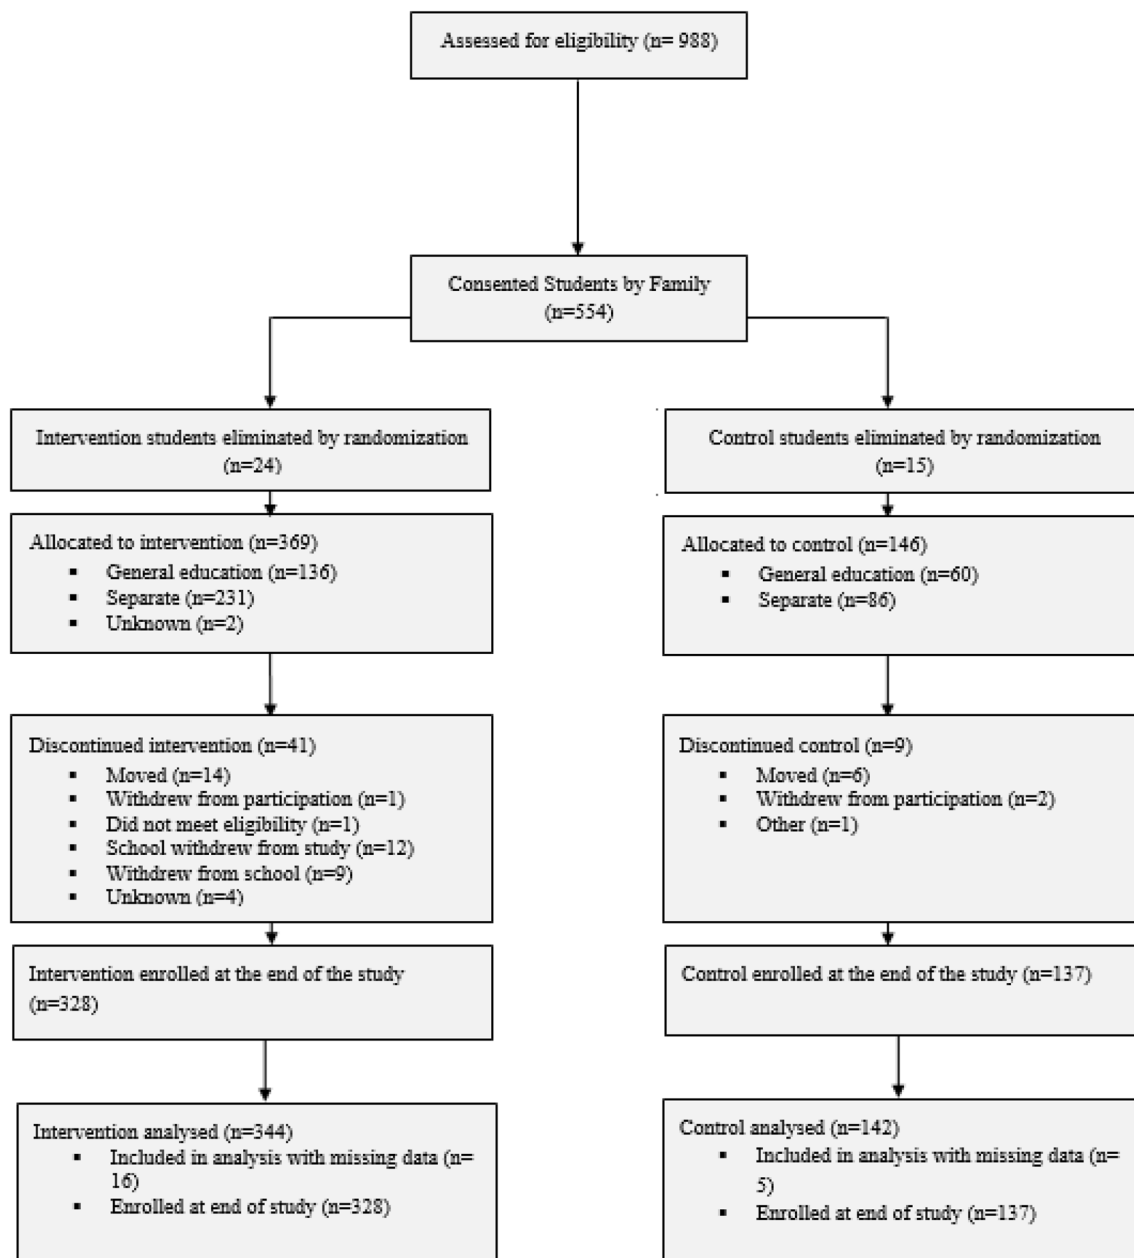 Assessed for eligibility (n= 988)
Consented Students by Family
(n=554)
Intervention students eliminated by randomization
(n=24)
Control students eliminated by randomization
(n=15)
Allocated to intervention (n=369)
▪ General education (n=136)
▪ Separate (n=231)
▪ Unknown (n=2)
Allocated to control (n=146)
▪ General education (n=60)
▪ Separate (n=86)
Discontinued intervention (n=41)
▪ Moved (n=14)
▪ Withdrew from participation (n=1)
▪ Did not meet eligibility (n=1)
▪ School withdrew from study (n=12)
▪ Withdrew from school (n=9)
▪ Unknown (n=4)
Discontinued control (n=9)
▪ Moved (n=6)
▪ Withdrew from participation (n=2)
▪ Other (n=1)
Intervention enrolled at the end of the study
(n=328)
Control enrolled at the end of the study (n=137)
Intervention analysed (n=344)
▪ Included in analysis with missing data (n=
16)
▪ Enrolled at end of study (n=328)
Control analysed (n=142)
▪ Included in analysis with missing data (n=
5)
▪ Enrolled at end of study (n=137)